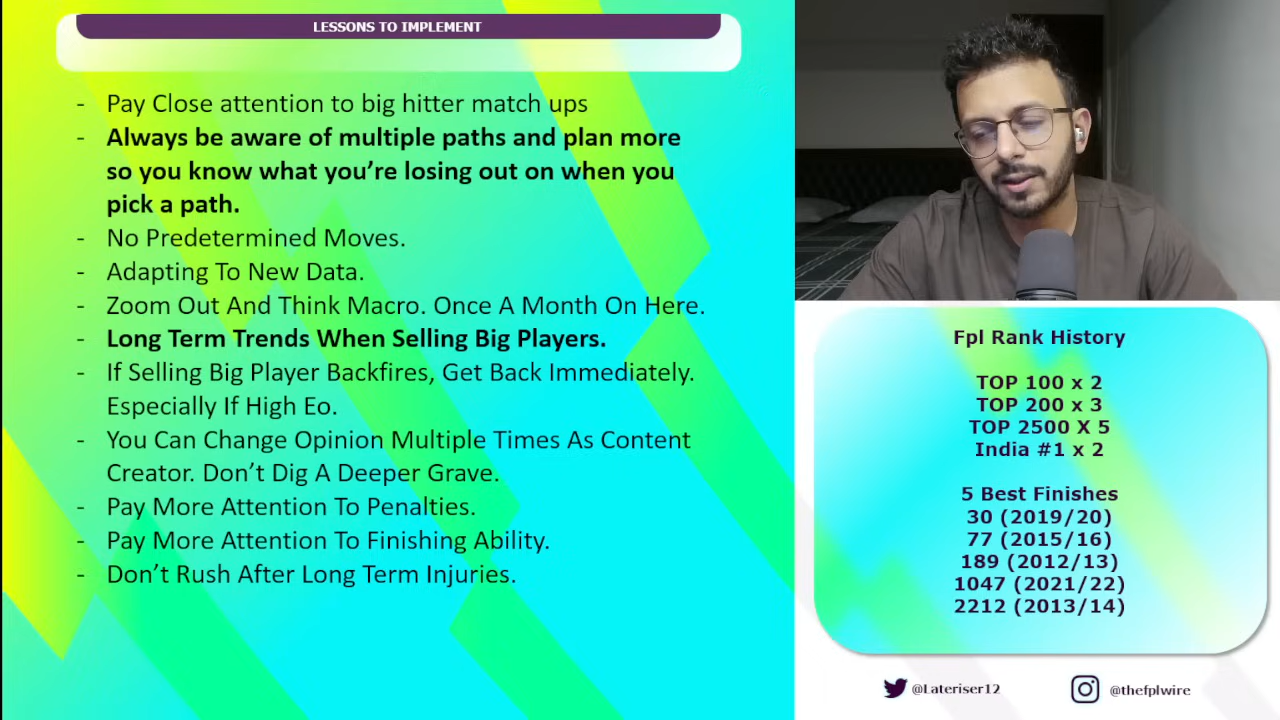 LESSONS TO IMPLEMENT
- Pay Close attention to big hitter match ups
- Always be aware of multiple paths and plan more
so you know what you’re losing out on when you
pick a path.
- No Predetermined Moves.
- Adapting To New Data.
- Zoom Out And Think Macro. Once A Month On Here.
- Long Term Trends When Selling Big Players.
- If Selling Big Player Backfires, Get Back Immediately.
Especially If High Eo.
- You Can Change Opinion Multiple Times As Content
Creator. Don’t Dig A Deeper Grave.
- Pay More Attention To Penalties.
- Pay More Attention To Finishing Ability.
- Don’t Rush After Long Term Injuries.
Fpl Rank History
TOP 100 x 2
TOP 200 x 3
TOP 2500 X 5
India #1 x 2
5 Best Finishes
30 (2019/20)
77 (2015/16)
189 (2012/13)
1047 (2021/22)
2212 (2013/14)
@Lateriser12
@thefplwire